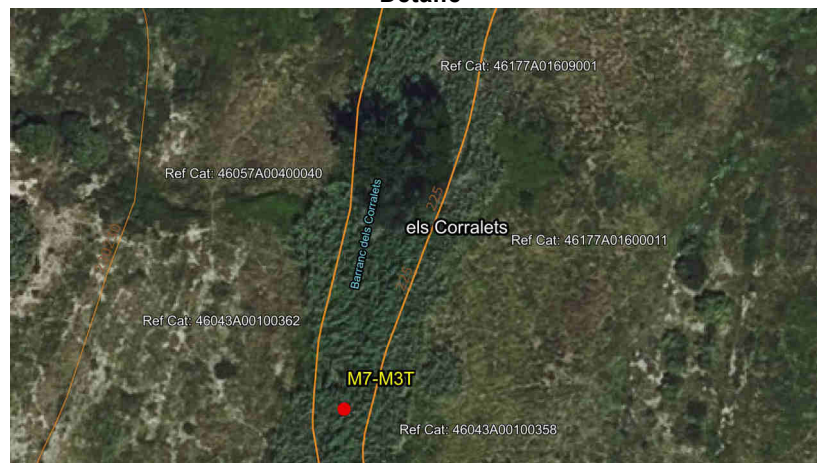 Detalle
Ref Cat: 46177A01609001
Ref Cat: 46057A00400040
225
els Corralets
Barranc dels Corralets
Ref Cat: 46177A01600011
Ref Cat: 46043A00100362
M7-M3T
Ref Cat: 46043A00100358